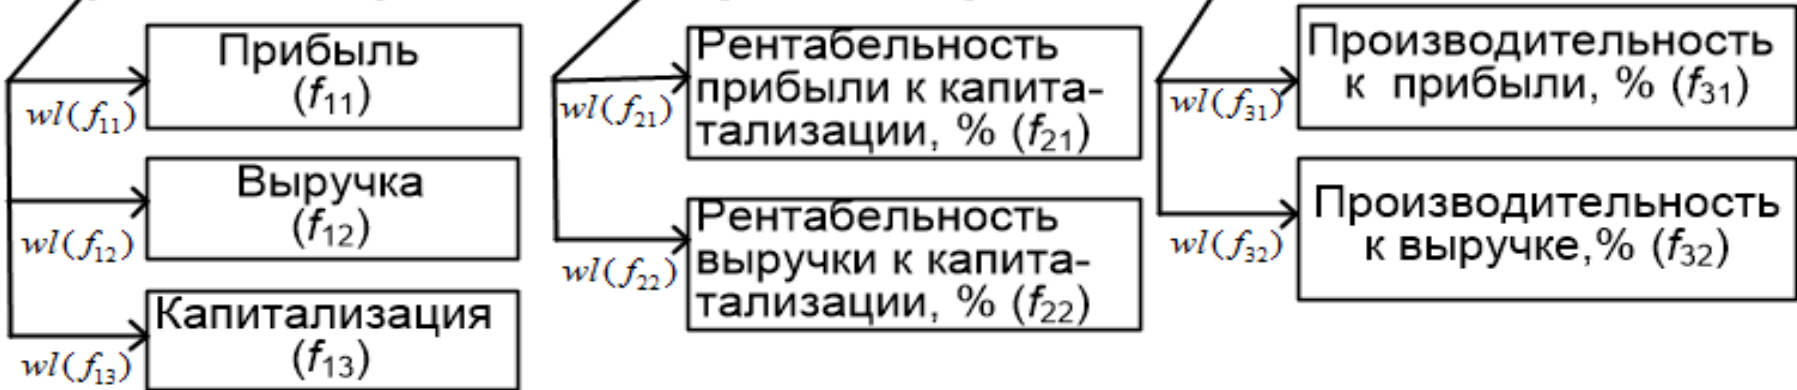 Прибыль
(f11)
wl(f11)
Выручка
(f12)
wl(f12)
Капитализация
(f13)
wl(f13)
Рентабельность
прибыли к капита-
тализации, % (f21)
wl(f21)
Рентабельность
выручки к капита-
тализации, % (f22)
wl(f22)
Производительность
к прибыли, % (f31)
wl(f31)
Производительность
к выручке,% (f32)
wl(f32)